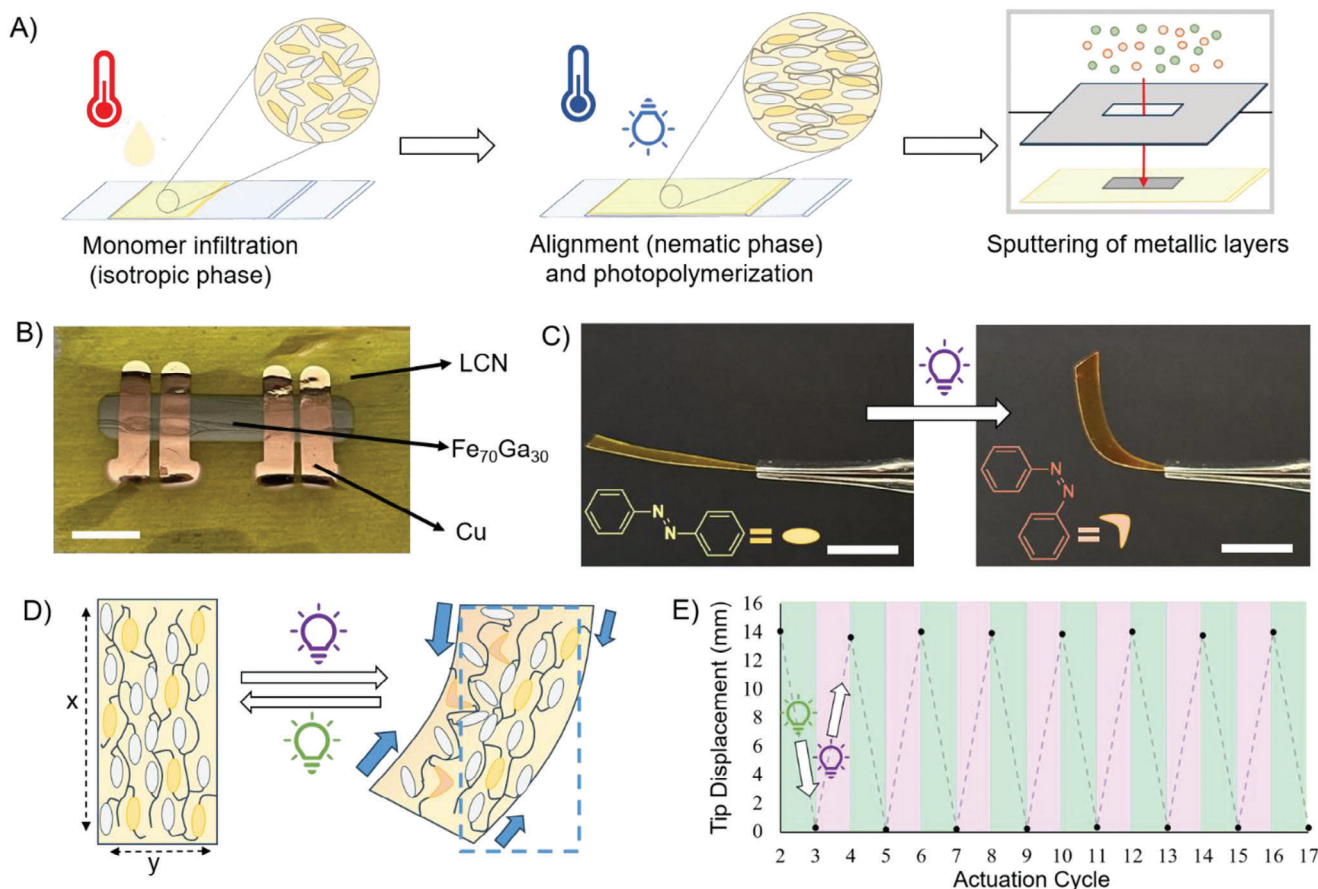 A)
Monomer infiltration
(isotropic phase)
Alignment (nematic phase)
and photopolymerization
Sputtering of metallic layers
B)
LCN
Fe₇₀Ga₃₀
Cu
C)
N
N
N
N
D)
x
y
E)
Tip Displacement (mm)
16
14
12
10
8
6
4
2
0
2 3 4 5 6 7 8 9 10 11 12 13 14 15 16 17
Actuation Cycle